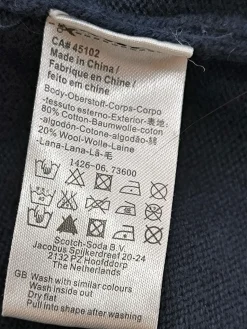 CA# 45102
Made in China/
Fabrique en Chine/
feito em chine
Body-Oberstoff-Corps-Corpo
-tessuto esterno-Exterior-表地-
80% Cotton-Baumwolle-coton
-algodón-Cotone-algodão-綿
20% Wool-Wolle-Laine
-Lana-Lana-Lã-毛
1426-06. 73600
Scotch-Soda B.V.
Jacobus Spijkerdreef 20-24
2132 PZ Hoofddorp
The Netherlands
GB Wash with similar colours
Wash inside out
Dry flat
Pull into shape after washing